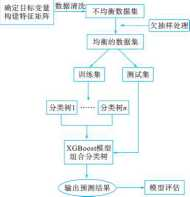 确定目标变量
构建特征矩阵
数据清洗
不均衡数据集
欠抽样处理
均衡的数据集
训练集
测试集
分类树1
······
分类树n
XGBoost模型
组合分类树
输出预测结果
模型评估